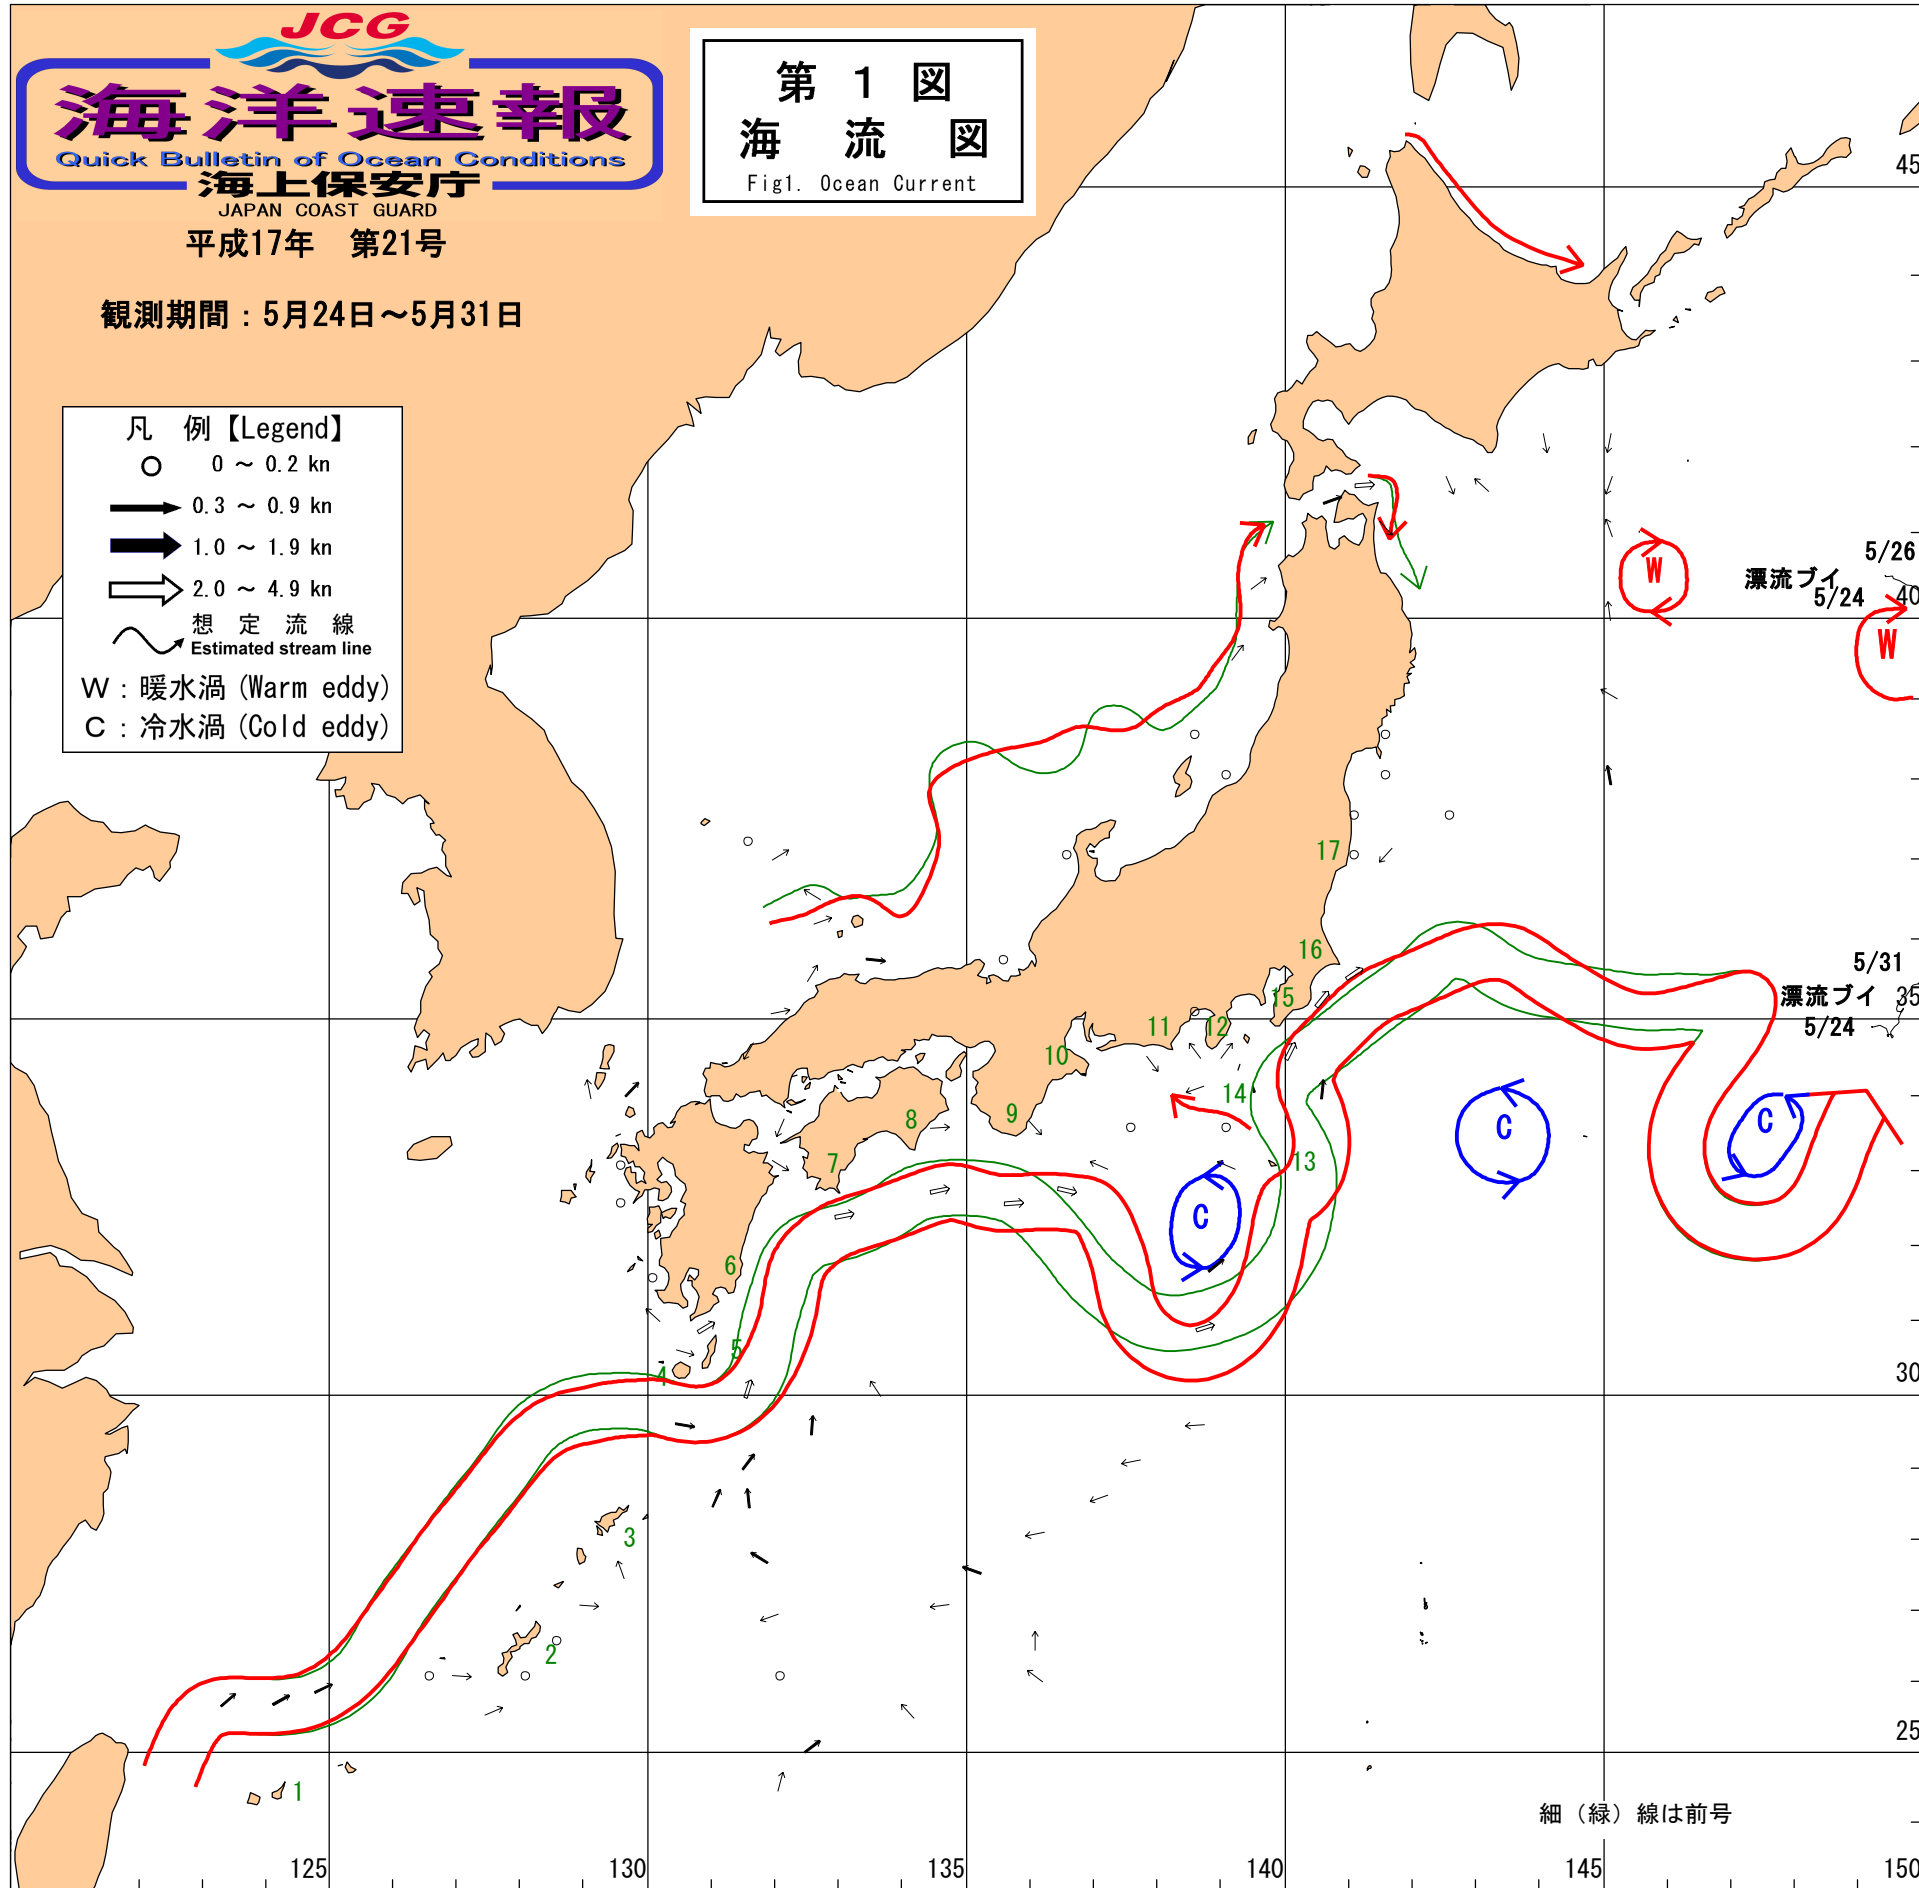 JCG
海洋速報
Quick Bulletin of Ocean Conditions
海上保安庁
JAPAN COAST GUARD
平成17年 第21号
観測期間：5月24日～5月31日
第 1 図
海 流 図
Fig1. Ocean Current
凡 例【Legend】
0 ～ 0.2 kn
0.3 ～ 0.9 kn
1.0 ～ 1.9 kn
2.0 ～ 4.9 kn
想 定 流 線
Estimated stream line
W：暖水渦(Warm eddy)
C：冷水渦(Cold eddy)
45
5/26
W
漂流ブイ
5/24
40
W
17
16
5/31
15
漂流ブイ
35
11
12
5/24
10
14
8
9
C
C
7
13
C
6
5
4
30
3
2
25
1
細（緑）線は前号
125
130
135
140
145
150